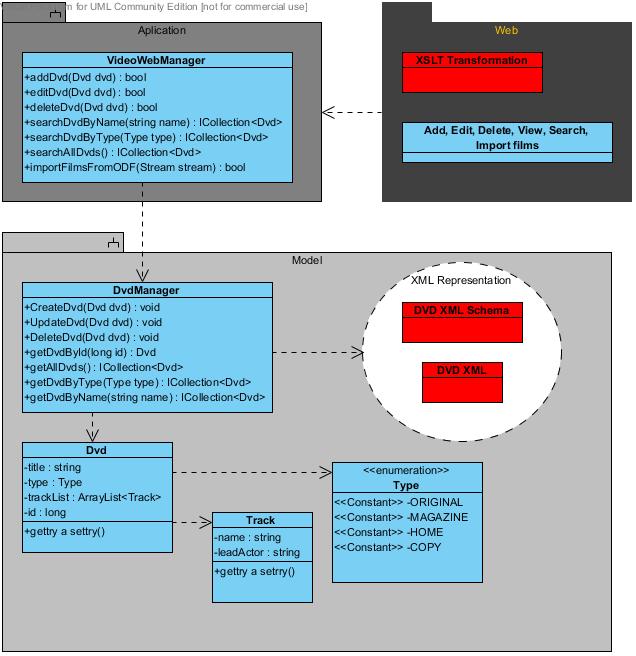 for UML Community Edition [not for commercial use]
Aplication
VideoWebManager
+addDvd(Dvd dvd) : bool
+editDvd(Dvd dvd) : bool
+deleteDvd(Dvd dvd) : bool
+searchDvdByName(string name) : ICollection<Dvd>
+searchDvdByType(Type type) : ICollection<Dvd>
+searchAllDvds() : ICollection<Dvd>
+importFilmsFromODF(Stream stream) : bool
Web
XSLT Transformation
Add, Edit, Delete, View, Search,
Import films
Model
DvdManager
+CreateDvd(Dvd dvd) : void
+UpdateDvd(Dvd dvd) : void
+DeleteDvd(Dvd dvd) : void
+getDvdById(long id) : Dvd
+getAllDvds() : ICollection<Dvd>
+getDvdByType(Type type) : ICollection<Dvd>
+getDvdByName(string name) : ICollection<Dvd>
XML Representation
DVD XML Schema
DVD XML
Dvd
-title : string
-type : Type
-trackList : ArrayList<Track>
-id : long
+gettry a settry()
Track
-name : string
-leadActor : string
+gettry a setrry()
<<enumeration>>
Type
<<Constant>> -ORIGINAL
<<Constant>> -MAGAZINE
<<Constant>> -HOME
<<Constant>> -COPY